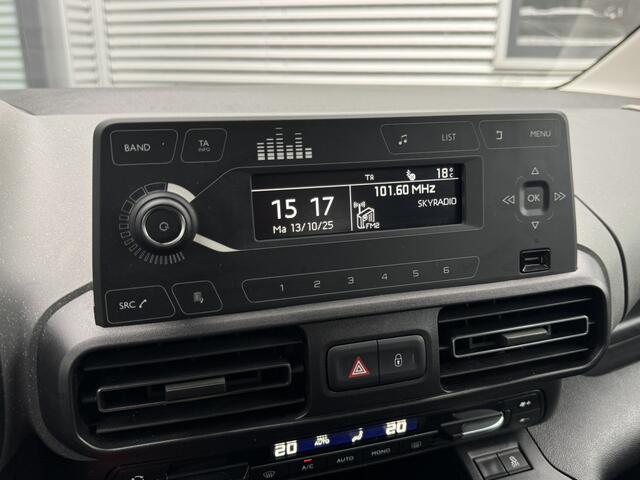 BAND
TA
INFO
LIST
MENU
TA
18°C
15 17
101.60 MHz
SKYRADIO
Ma 13/10/25
FM2
OK
SRC
1 2 3 4 5 6
20
AUTO
20
A/C
AUTO
MONO